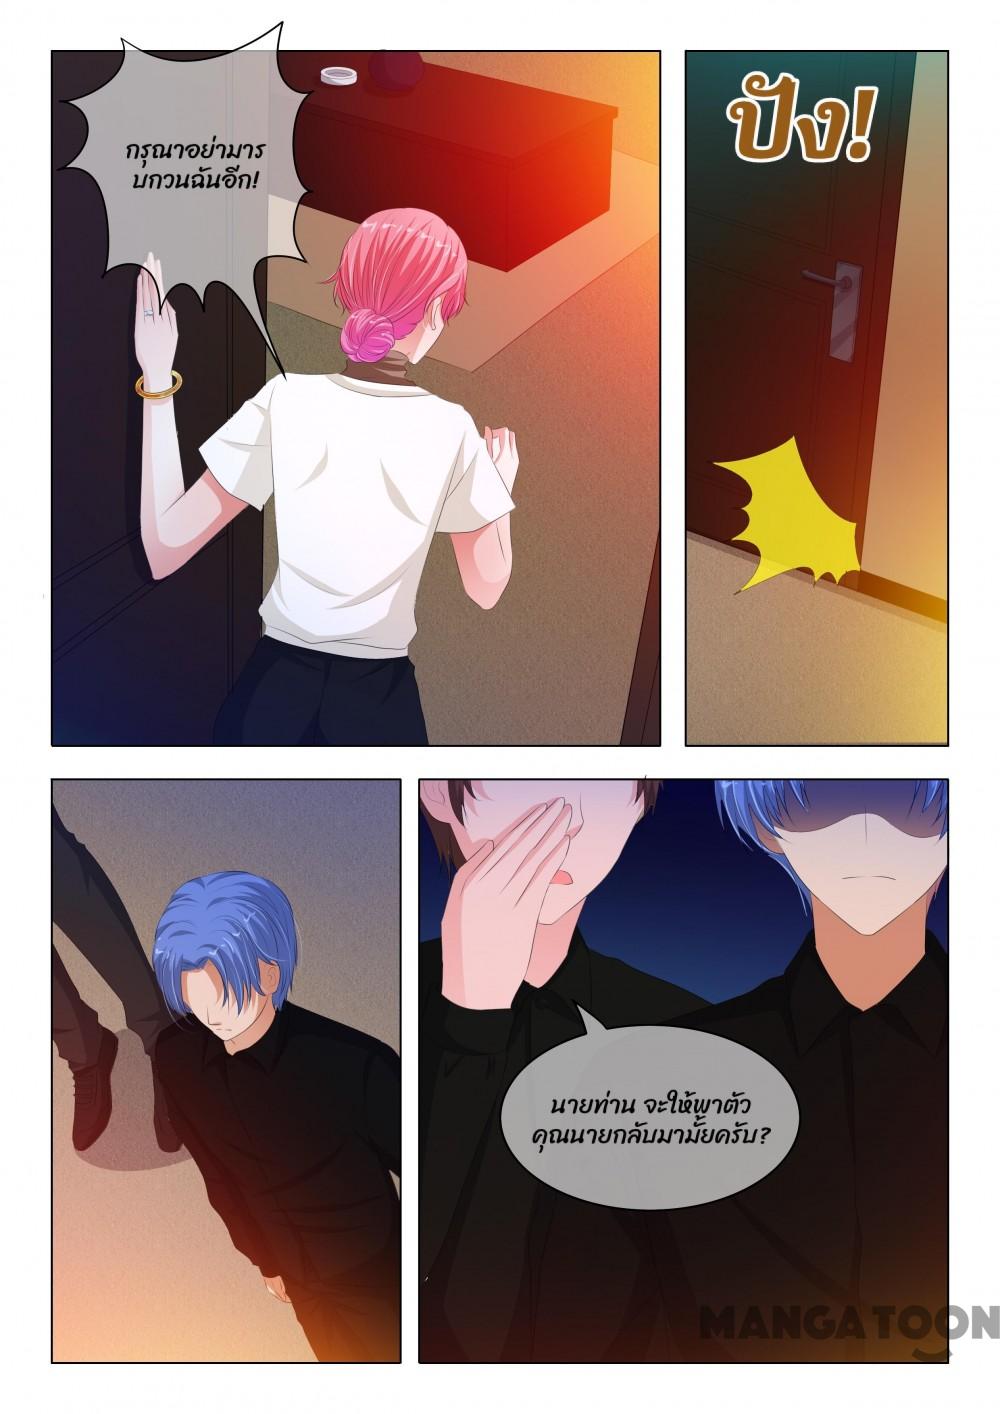 กรุณาอย่ามาร
บกวนฉันอีก!
ปัง!
นายท่าน จะให้พาตัว
คุณนายกลับมามั้ยครับ?
MANGATOON